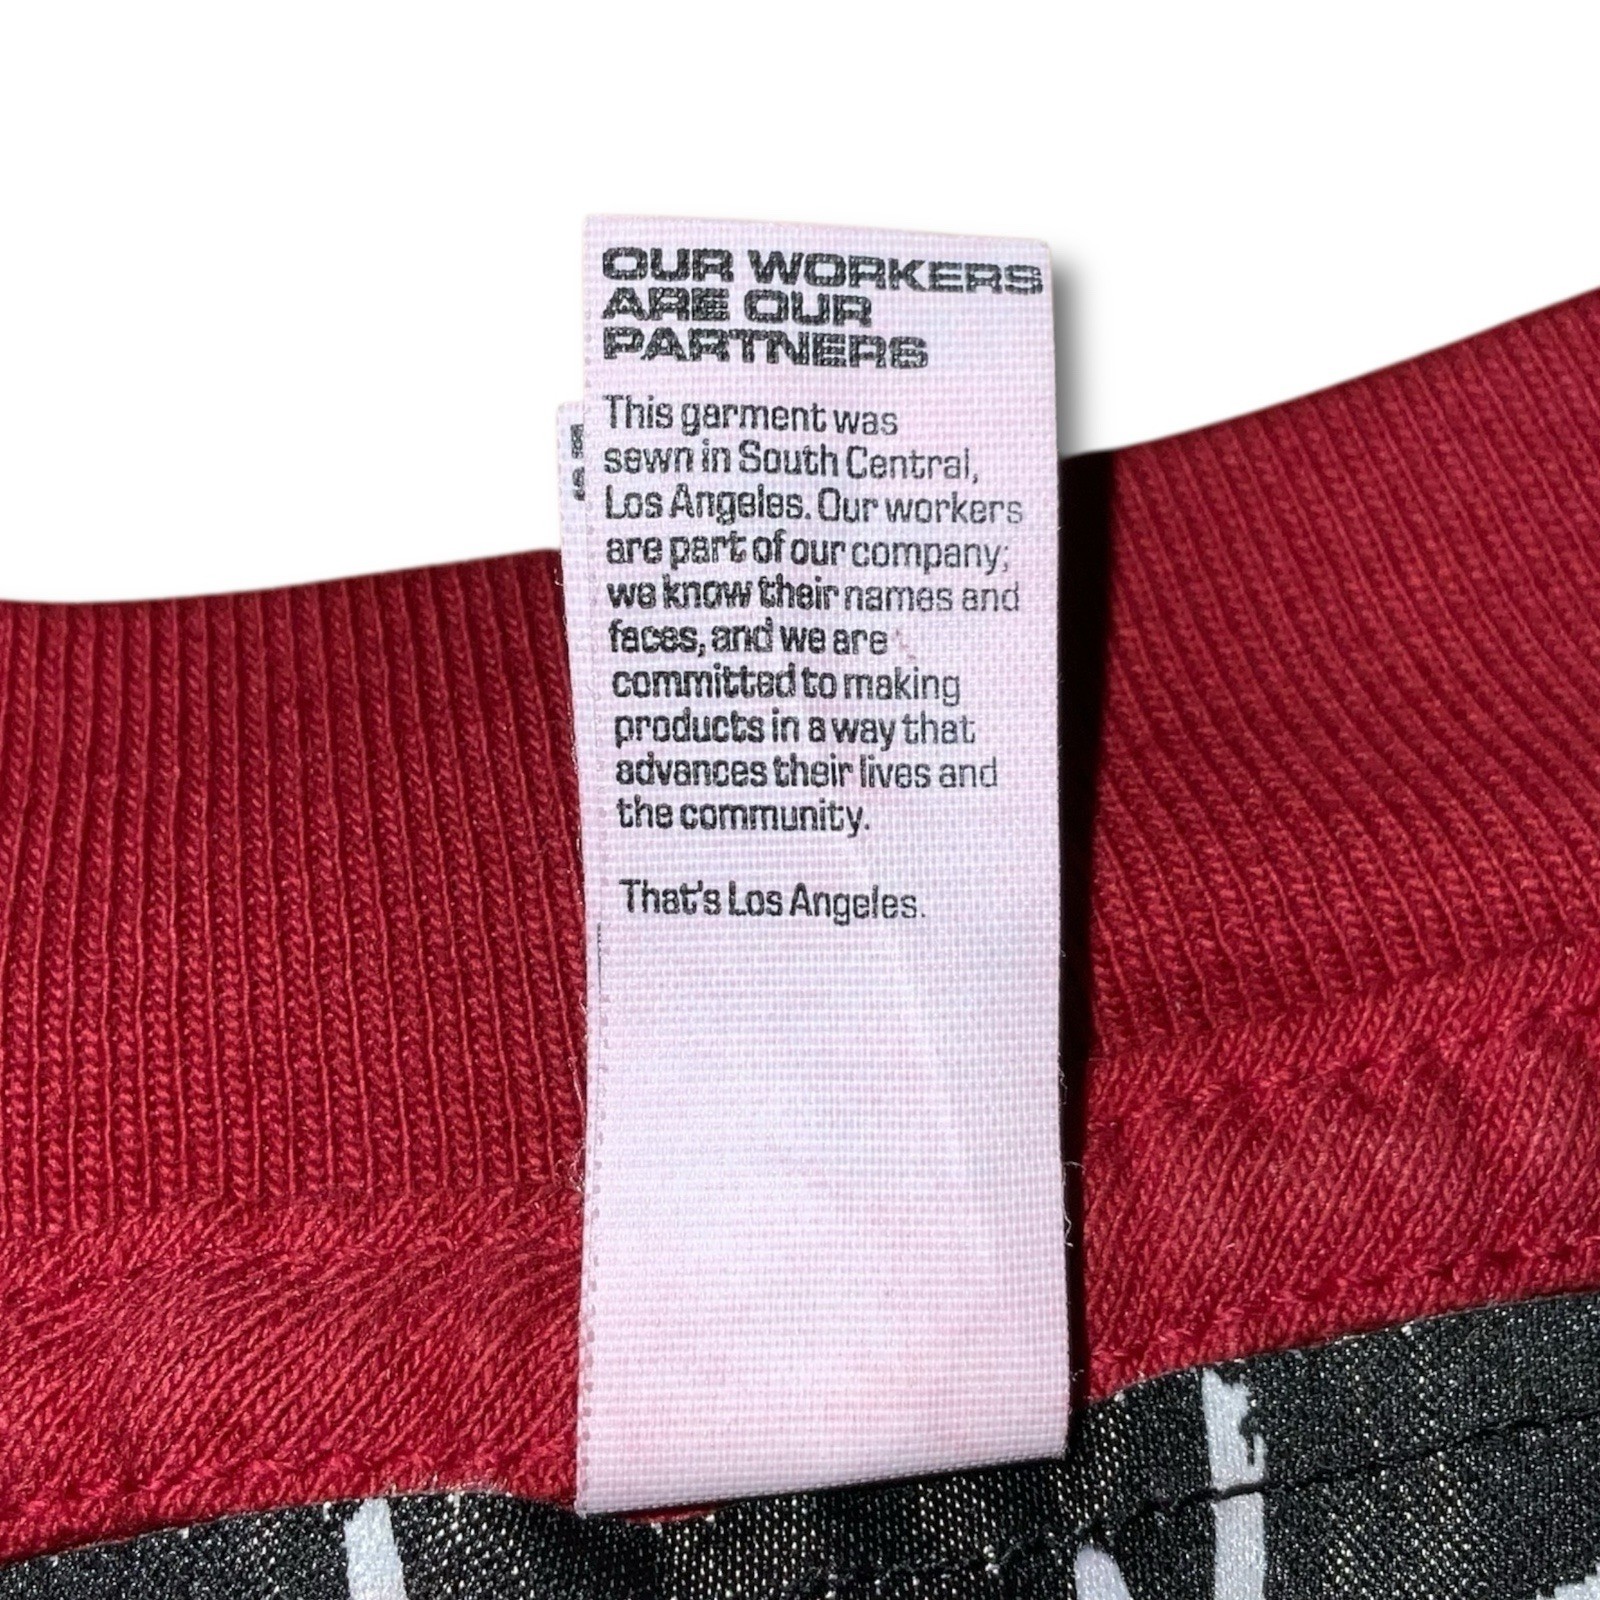 OUR WORKERS
ARE OUR
PARTNERS
This garment was
sewn in South Central,
Los Angeles. Our workers
are part of our company;
we know their names and
faces, and we are
committed to making
products in a way that
advances their lives and
the community.
That's Los Angeles.